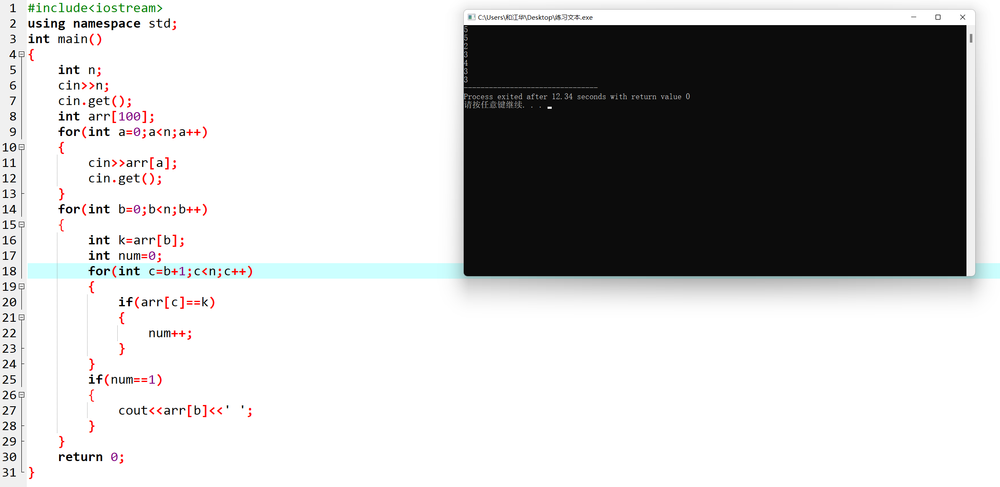 1 #include<iostream>
2 using namespace std;
3 int main()
4 {
5     int n;
6     cin>>n;
7     cin.get();
8     int arr[100];
9     for(int a=0;a<n;a++)
10     {
11         cin>>arr[a];
12         cin.get();
13     }
14     for(int b=0;b<n;b++)
15     {
16         int k=arr[b];
17         int num=0;
18         for(int c=b+1;c<n;c++)
19         {
20             if(arr[c]==k)
21             {
22                 num++;
23             }
24         }
25         if(num==1)
26         {
27             cout<<arr[b]<<' ';
28         }
29     }
30     return 0;
31 }
C:\Users\和江华\Desktop\练习文本.exe
5
5
2
3
4
3
3
--------------------------------
Process exited after 12.34 seconds with return value 0
请按任意键继续. . .